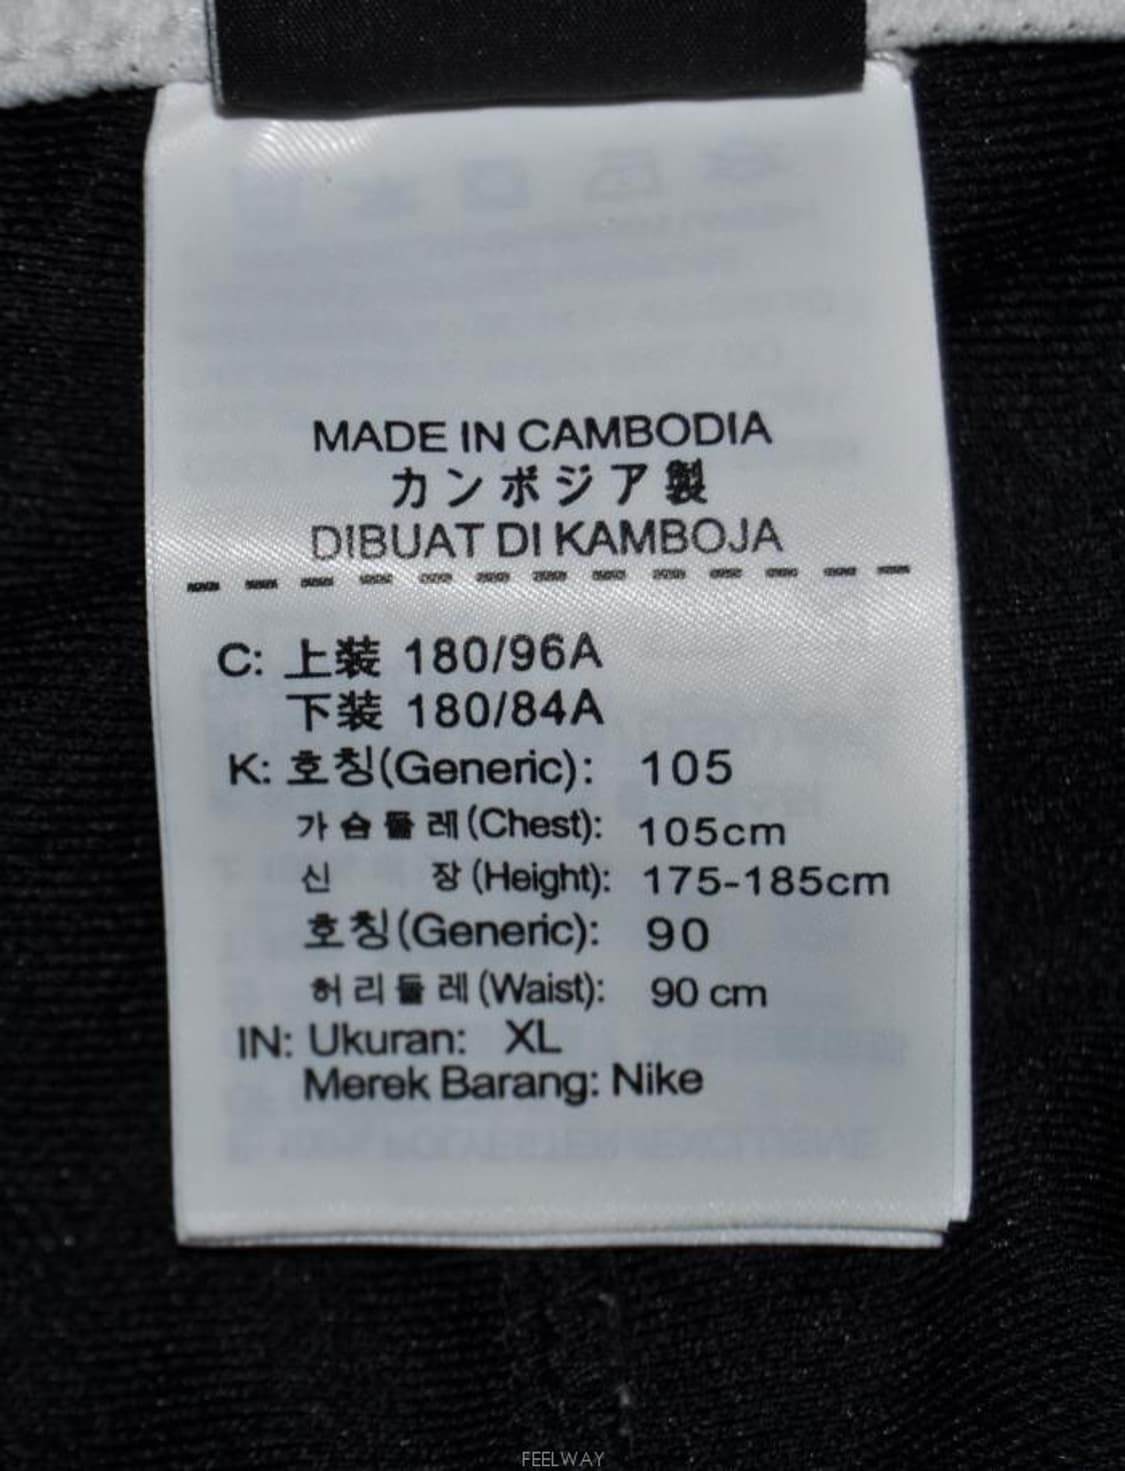 MADE IN CAMBODIA
カンボジア製
DIBUAT DI KAMBOJA
C: 上装 180/96A
下装 180/84A
K: 호칭(Generic): 105
가슴둘레(Chest): 105cm
신 장(Height): 175-185cm
호칭(Generic): 90
허리둘레(Waist): 90 cm
IN: Ukuran: XL
Merek Barang: Nike
FEELWAY